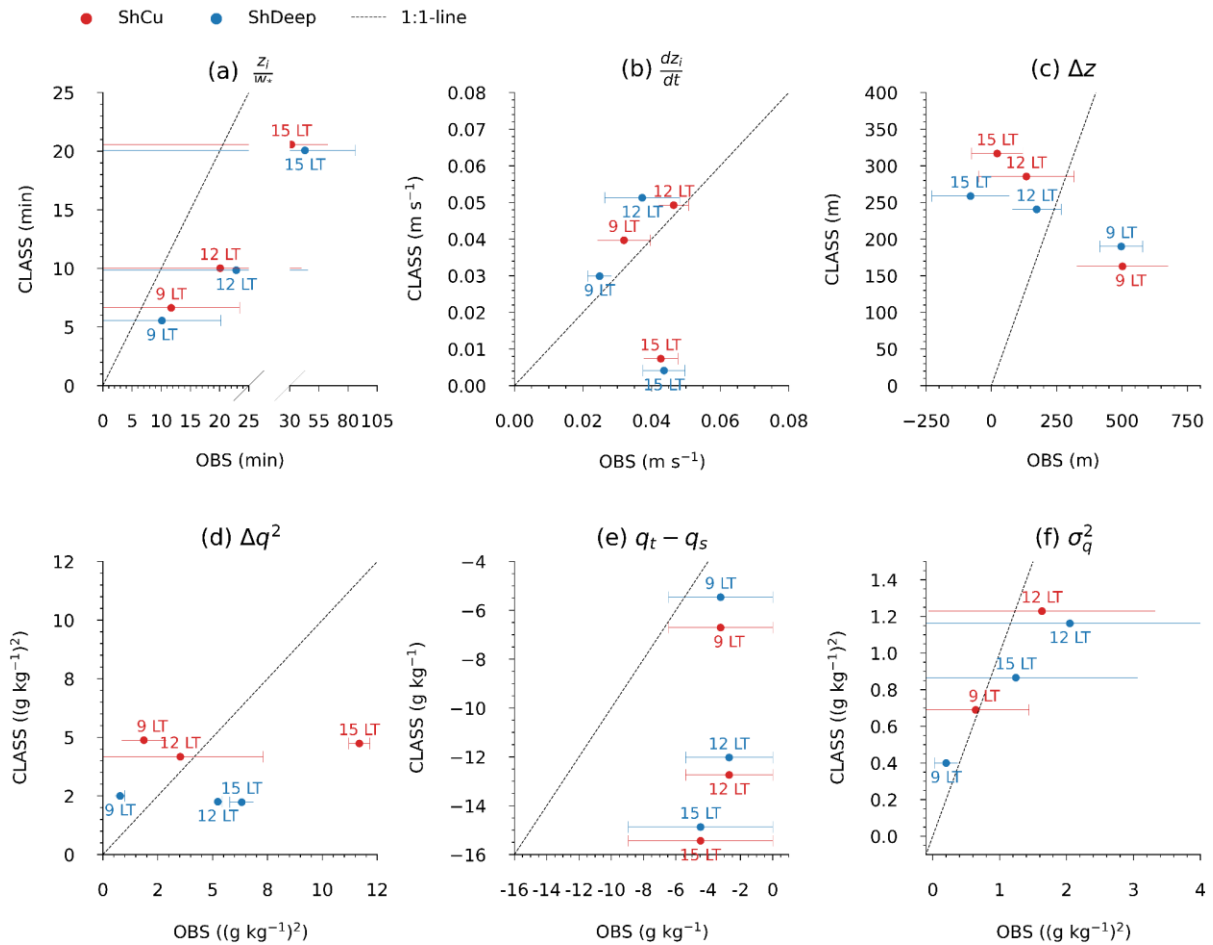 ShCu ShDeep 1:1-line
(a) z_i/w_*
25
20
15
10
5
0
CLASS (min)
15 LT
15 LT
12 LT
12 LT
9 LT
9 LT
0 5 10 15 20 25 30 55 80 105
OBS (min)
(b) dz_i/dt
0.08
0.07
0.06
0.05
0.04
0.03
0.02
0.01
0.00
CLASS (m s⁻¹)
12 LT
12 LT
9 LT
9 LT
15 LT
15 LT
0.00 0.02 0.04 0.06 0.08
OBS (m s⁻¹)
(c) Δz
400
350
300
250
200
150
100
50
0
CLASS (m)
15 LT
12 LT
15 LT
12 LT
9 LT
9 LT
−250 0 250 500 750
OBS (m)
(d) Δq²
12
10
8
5
2
0
CLASS ((g kg⁻¹)²)
9 LT
12 LT
15 LT
9 LT
12 LT
15 LT
0 2 5 7 10 12
OBS ((g kg⁻¹)²)
(e) q_t − q_s
−4
−6
−8
−10
−12
−14
−16
CLASS (g kg⁻¹)
9 LT
9 LT
12 LT
12 LT
15 LT
15 LT
-16 -14 -12 -10 -8 -6 -4 -2 0
OBS (g kg⁻¹)
(f) σ_q²
1.4
1.2
1.0
0.8
0.6
0.4
0.2
0.0
CLASS ((g kg⁻¹)²)
12 LT
12 LT
15 LT
9 LT
9 LT
0 1 2 3 4
OBS ((g kg⁻¹)²)